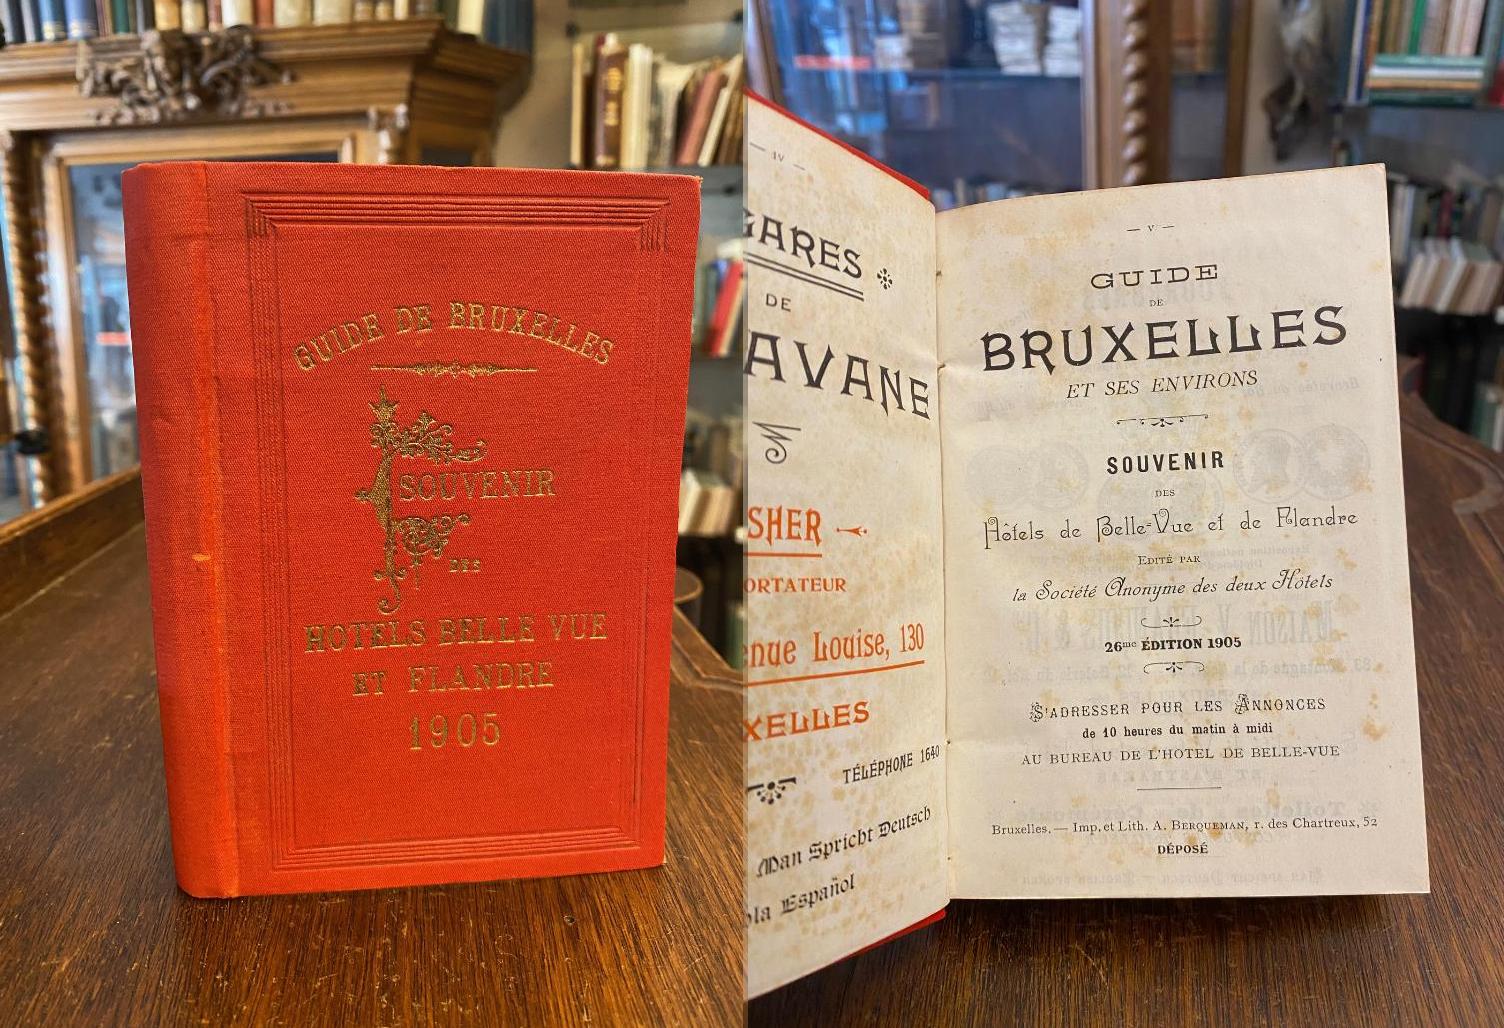 GUIDE DE BRUXELLES
SOUVENIR
DES
HOTELS BELLE VUE
ET FLANDRE
1905
— IV —
GARES
DE
AVANE
SHER
ORTATEUR
nue Louise, 130
XELLES
TÉLÉPHONE 1640
Man Spricht Deutsch
la Español
— V —
GUIDE
DE
BRUXELLES
ET SES ENVIRONS
SOUVENIR
DES
Hôtels de Belle-Vue et de Flandre
EDITÉ PAR
la Société Anonyme des deux Hôtels
26me ÉDITION 1905
S'ADRESSER POUR LES ANNONCES
de 10 heures du matin à midi
AU BUREAU DE L'HOTEL DE BELLE-VUE
Bruxelles. — Imp. et Lith. A. BERQUEMAN, r. des Chartreux, 52
DÉPOSÉ